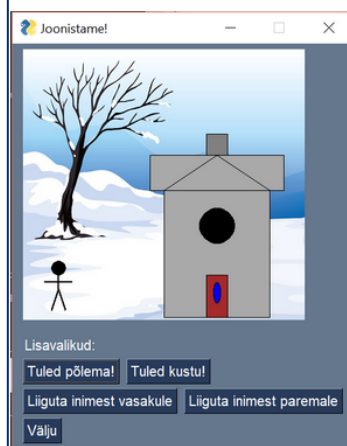 Joonistame!
Lisavalikud:
Tuled põlema! Tuled kustu!
Liiguta inimest vasakule Liiguta inimest paremale
Välju